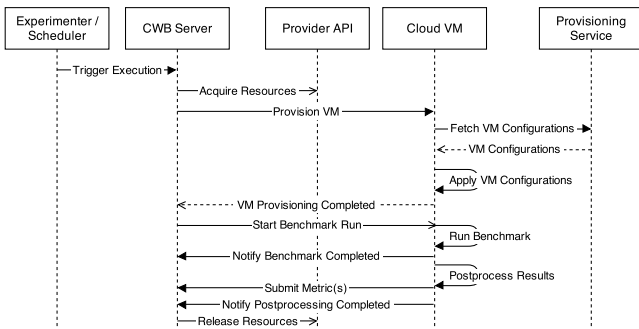 Experimenter /
Scheduler
CWB Server
Provider API
Cloud VM
Provisioning
Service
Trigger Execution
Acquire Resources
Provision VM
Fetch VM Configurations
VM Configurations
Apply VM Configurations
VM Provisioning Completed
Start Benchmark Run
Run Benchmark
Notify Benchmark Completed
Postprocess Results
Submit Metric(s)
Notify Postprocessing Completed
Release Resources